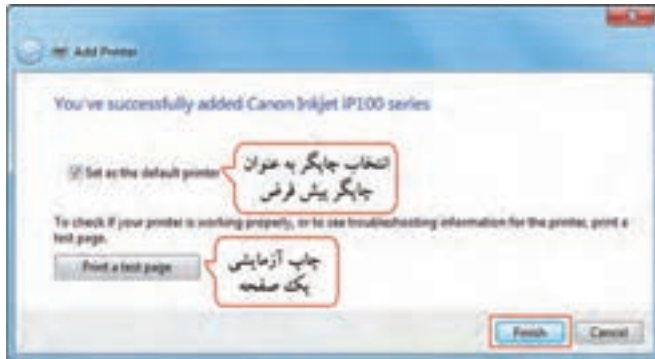 Add Printer
You've successfully added Canon Inkjet iP100 series
Set as the default printer
انتخاب چاپگر به عنوان
چاپگر پیش فرض
To check if your printer is working properly, or to see troubleshooting information for the printer, print a
test page.
Print a test page
چاپ آزمایشی
یک صفحه
Finish
Cancel